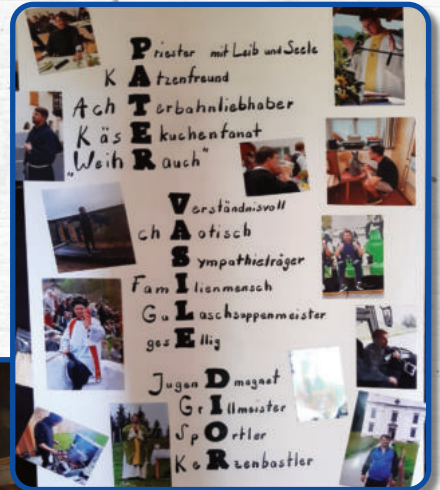 Priester mit Leib und Seele
KAtzenfreund
AchTerbahnliebhaber
KäsEkuchenfanat
„WeihRauch"
Verständnisvoll
chAotisch
Sympathieträger
FamIlienmensch
GuLaschsuppenmeister
gesEllig
JugenDmagnet
GrIllmeister
SpOrtler
KeRzenbastler